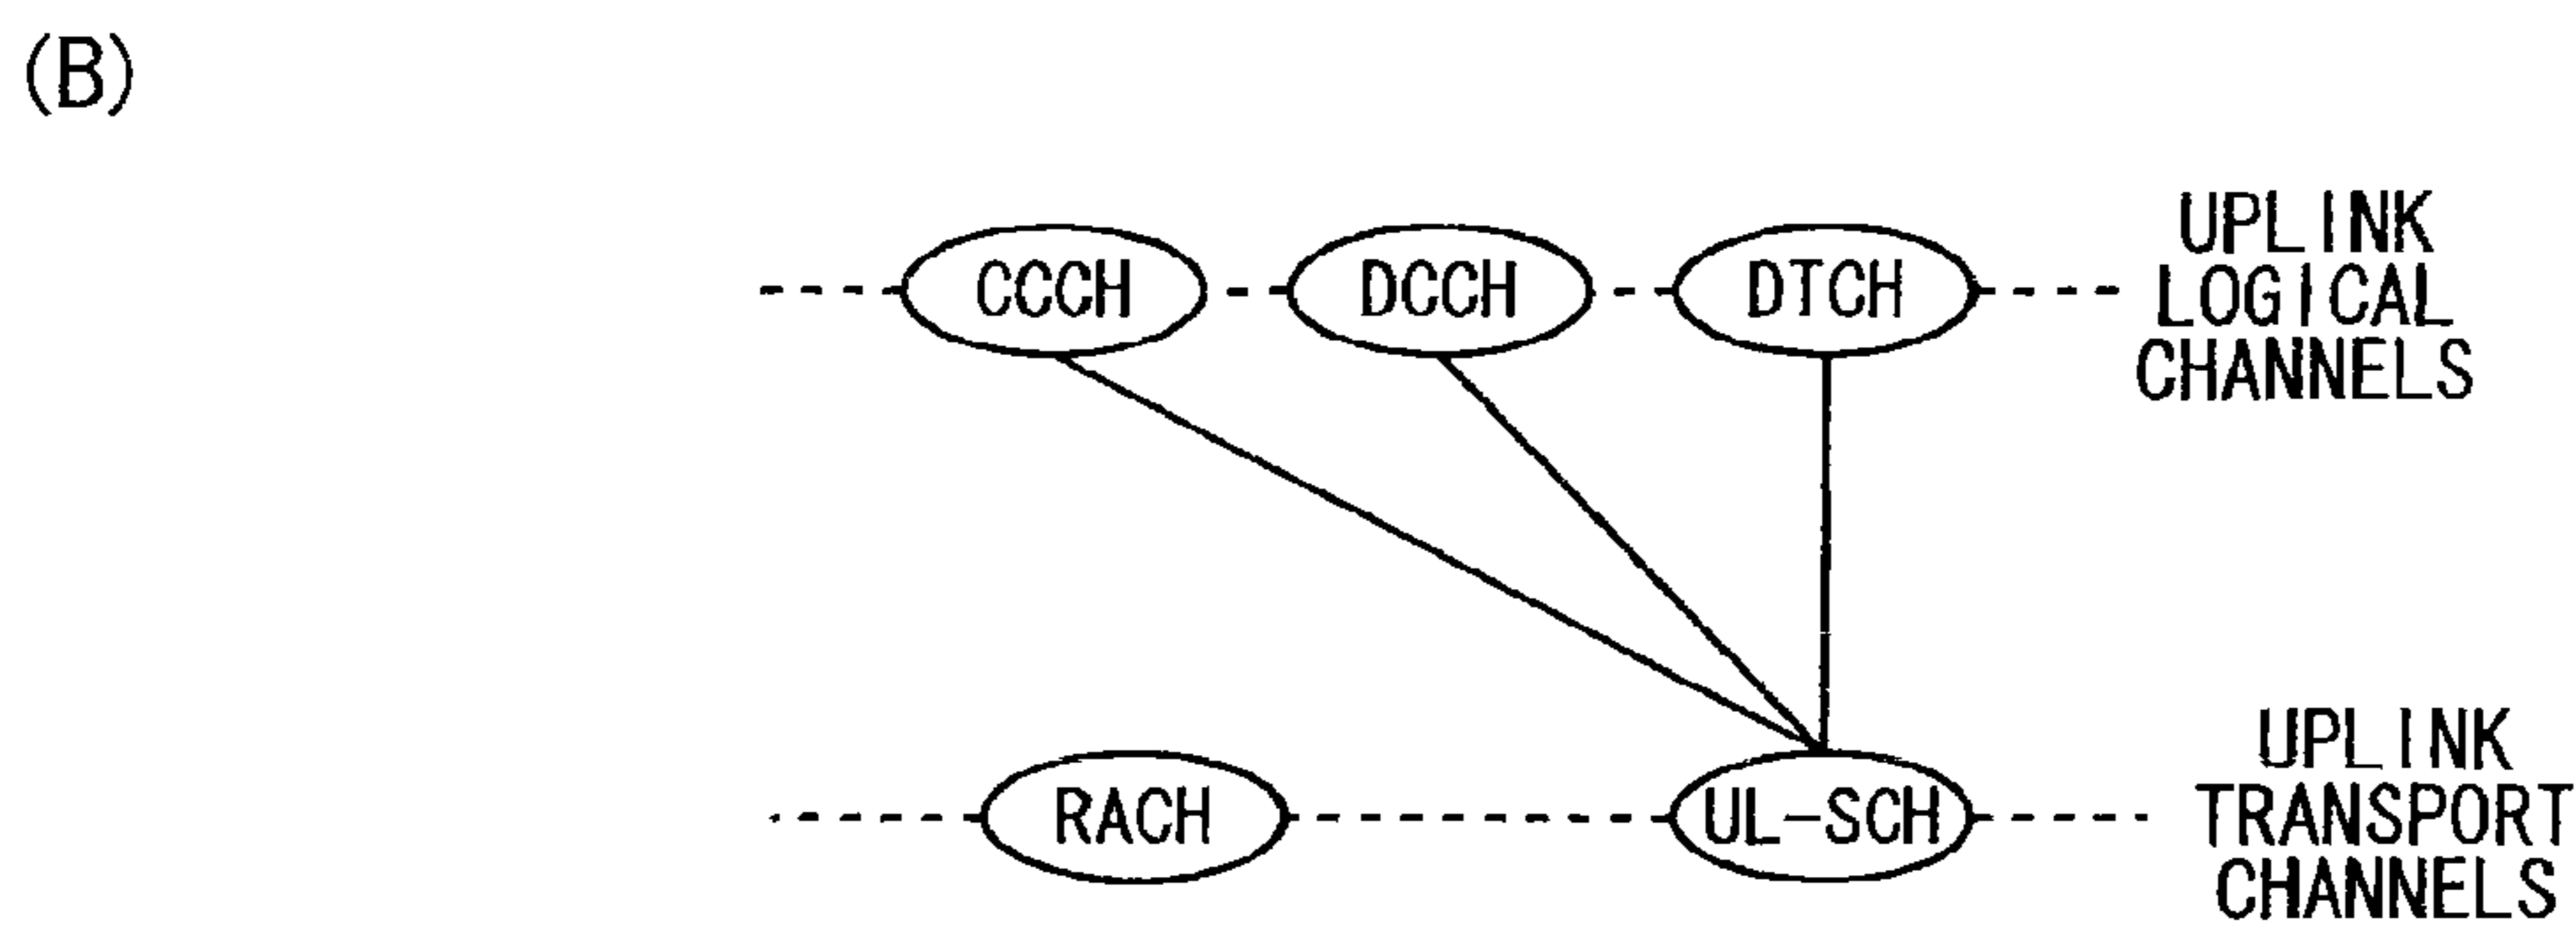 (B)
UPLINK
LOGICAL
CHANNELS
CCCH
DCCH
DTCH
RACH
UL-SCH
UPLINK
TRANSPORT
CHANNELS